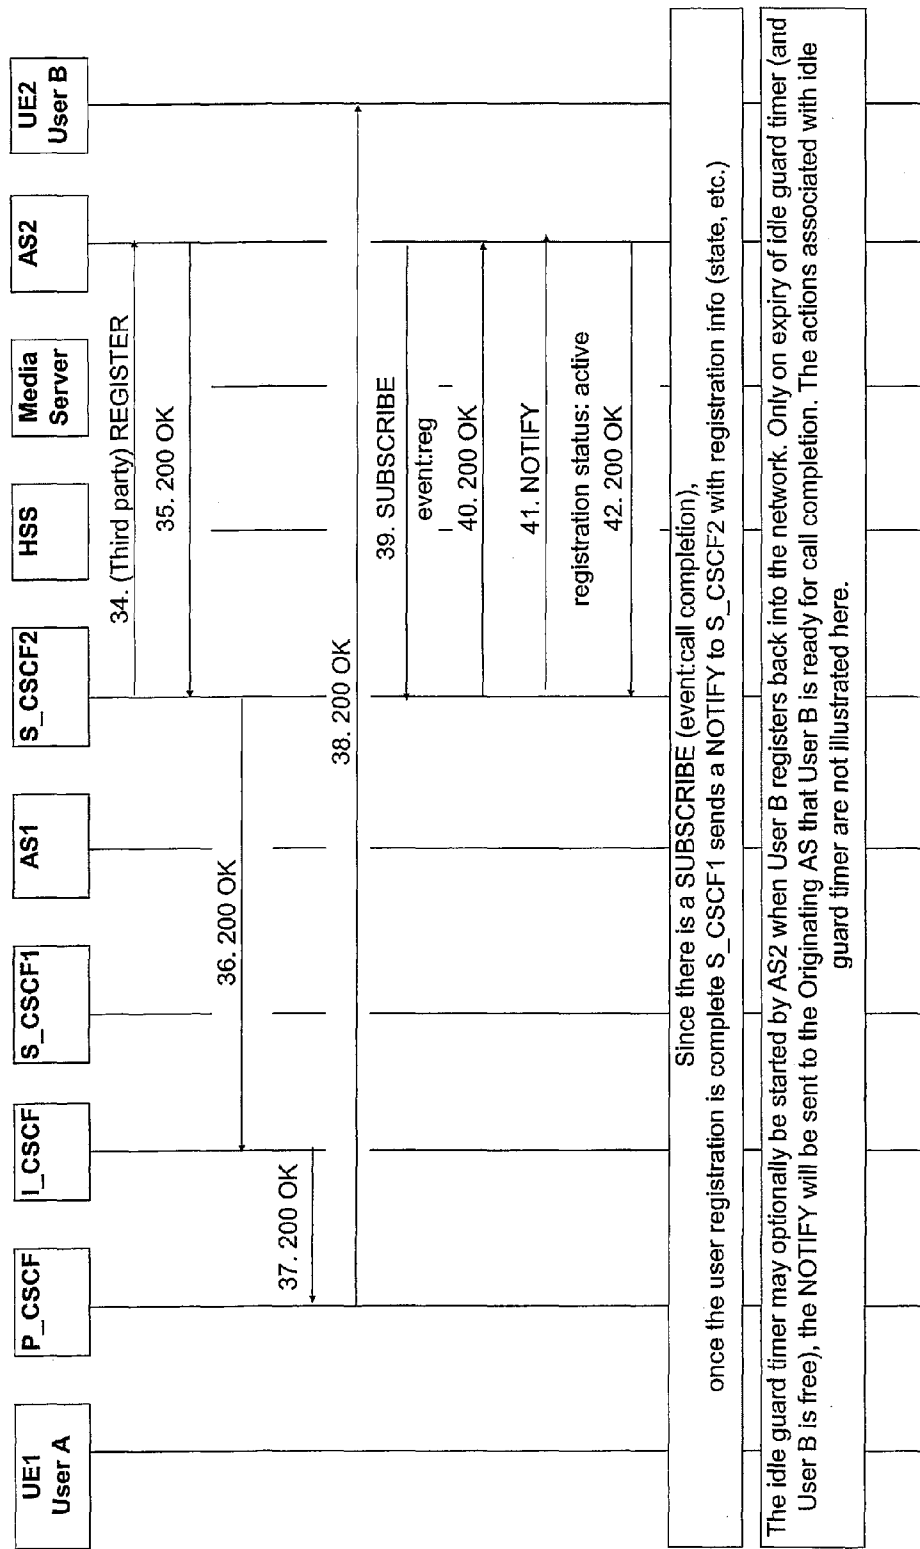 UE1
User A
P_CSCF
I_CSCF
S_CSCF1
AS1
S_CSCF2
HSS
Media
Server
AS2
UE2
User B
34. (Third party) REGISTER
35. 200 OK
36. 200 OK
37. 200 OK
38. 200 OK
39. SUBSCRIBE
event:reg
40. 200 OK
41. NOTIFY
registration status: active
42. 200 OK
Since there is a SUBSCRIBE (event:call completion),
once the user registration is complete S_CSCF1 sends a NOTIFY to S_CSCF2 with registration info (state, etc.)
The idle guard timer may optionally be started by AS2 when User B registers back into the network. Only on expiry of idle guard timer (and
User B is free), the NOTIFY will be sent to the Originating AS that User B is ready for call completion. The actions associated with idle
guard timer are not illustrated here.